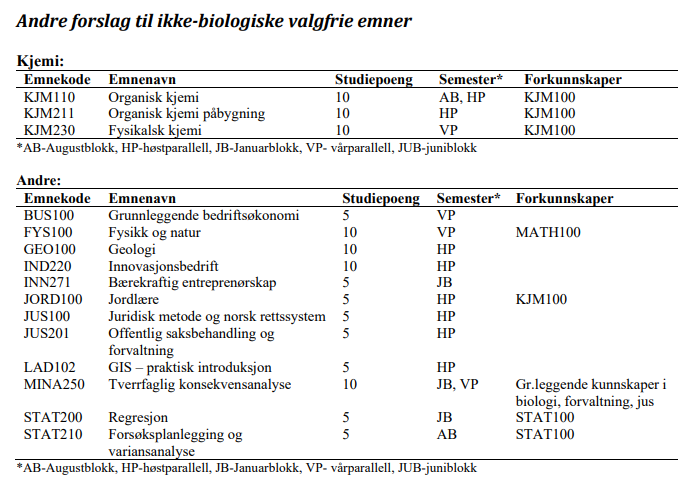 Andre forslag til ikke-biologiske valgfrie emner
Kjemi:
Emnekode Emnenavn Studiepoeng Semester* Forkunnskaper
KJM110 Organisk kjemi 10 AB, HP KJM100
KJM211 Organisk kjemi påbygning 10 HP KJM100
KJM230 Fysikalsk kjemi 10 VP KJM100
*AB-Augustblokk, HP-høstparallell, JB-Januarblokk, VP- vårparallell, JUB-juniblokk
Andre:
Emnekode Emnenavn Studiepoeng Semester* Forkunnskaper
BUS100 Grunnleggende bedriftsøkonomi 5 VP
FYS100 Fysikk og natur 10 VP MATH100
GEO100 Geologi 10 HP
IND220 Innovasjonsbedrift 10 HP
INN271 Bærekraftig entreprenørskap 5 JB
JORD100 Jordlære 5 HP KJM100
JUS100 Juridisk metode og norsk rettssystem 5 HP
JUS201 Offentlig saksbehandling og 5 HP
forvaltning
LAD102 GIS – praktisk introduksjon 5 HP
MINA250 Tverrfaglig konsekvensanalyse 10 JB, VP Gr.leggende kunnskaper i
biologi, forvaltning, jus
STAT200 Regresjon 5 JB STAT100
STAT210 Forsøksplanlegging og 5 AB STAT100
variansanalyse
*AB-Augustblokk, HP-høstparallell, JB-Januarblokk, VP- vårparallell, JUB-juniblokk